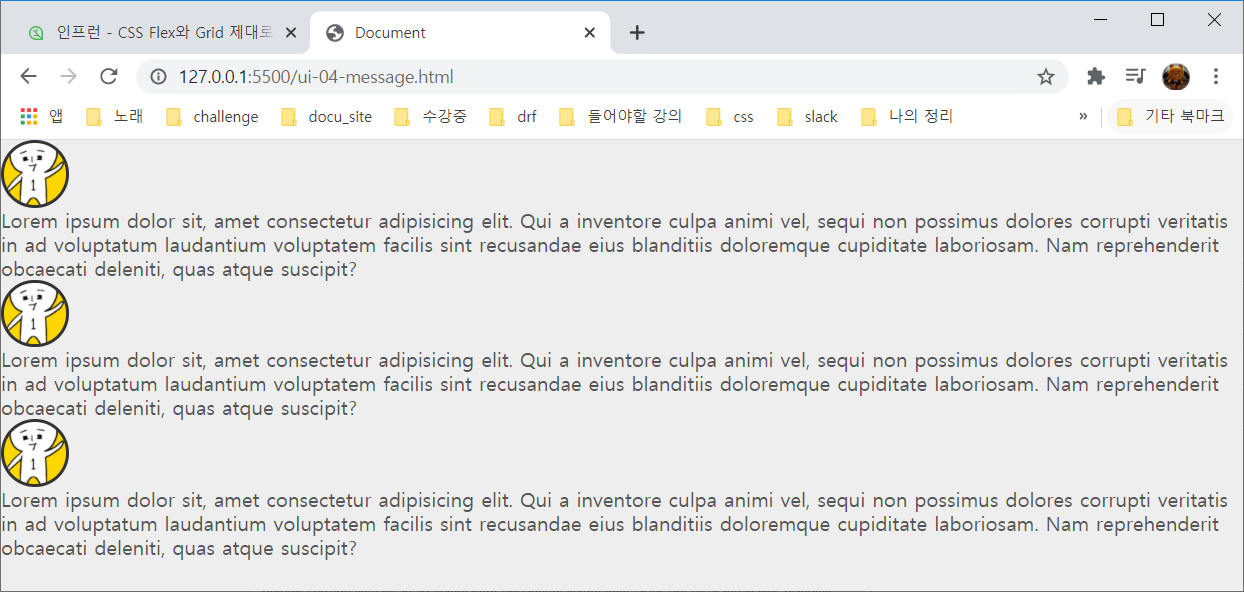 인프런 - CSS Flex와 Grid 제대로
Document
127.0.0.1:5500/ui-04-message.html
앱 노래 challenge docu_site 수강중 drf 들어야할 강의 css slack 나의 정리 » 기타 북마크
1
Lorem ipsum dolor sit, amet consectetur adipisicing elit. Qui a inventore culpa animi vel, sequi non possimus dolores corrupti veritatis
in ad voluptatum laudantium voluptatem facilis sint recusandae eius blanditiis doloremque cupiditate laboriosam. Nam reprehenderit
obcaecati deleniti, quas atque suscipit?
1
Lorem ipsum dolor sit, amet consectetur adipisicing elit. Qui a inventore culpa animi vel, sequi non possimus dolores corrupti veritatis
in ad voluptatum laudantium voluptatem facilis sint recusandae eius blanditiis doloremque cupiditate laboriosam. Nam reprehenderit
obcaecati deleniti, quas atque suscipit?
1
Lorem ipsum dolor sit, amet consectetur adipisicing elit. Qui a inventore culpa animi vel, sequi non possimus dolores corrupti veritatis
in ad voluptatum laudantium voluptatem facilis sint recusandae eius blanditiis doloremque cupiditate laboriosam. Nam reprehenderit
obcaecati deleniti, quas atque suscipit?